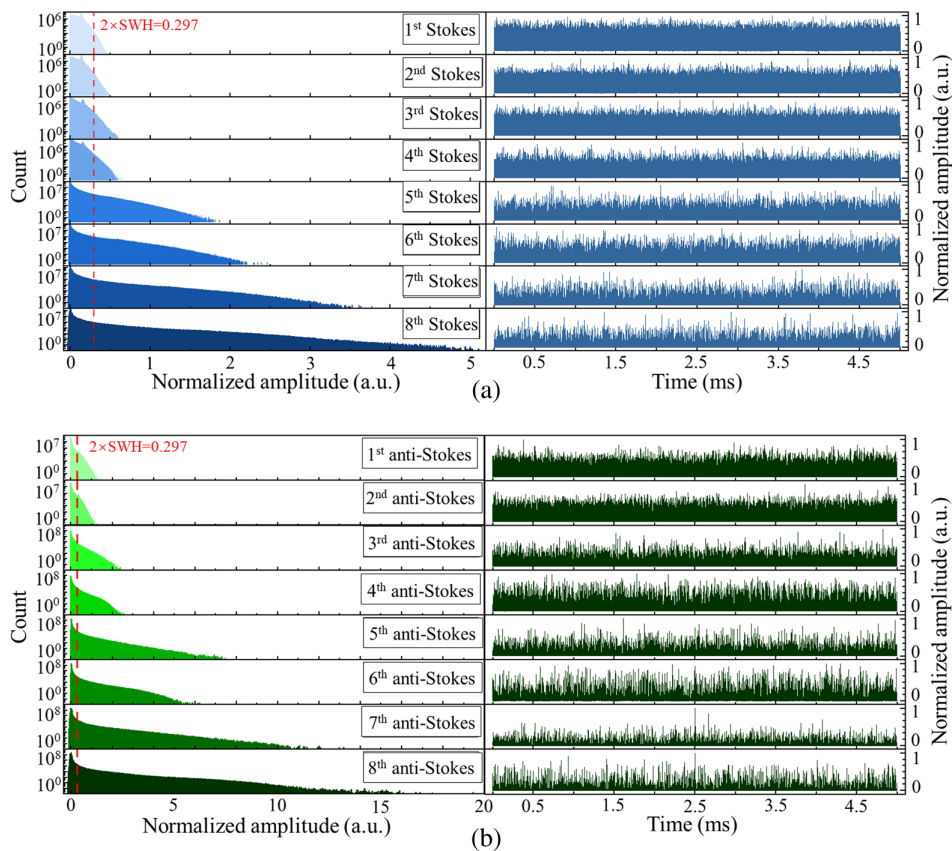 2×SWH=0.297
Count
10⁶
10⁰
1ˢᵗ Stokes
1
0
10⁶
10⁰
2ⁿᵈ Stokes
1
0
10⁶
10⁰
3ʳᵈ Stokes
1
0
10⁶
10⁰
4ᵗʰ Stokes
1
0
10⁷
10⁰
5ᵗʰ Stokes
1
0
10⁷
10⁰
6ᵗʰ Stokes
1
0
10⁷
10⁰
7ᵗʰ Stokes
1
0
10⁷
10⁰
8ᵗʰ Stokes
1
0
Normalized amplitude (a.u.)
0 1 2 3 4 5 0.5 1.5 2.5 3.5 4.5
Normalized amplitude (a.u.) Time (ms)
(a)
2×SWH=0.297
Count
10⁷
10⁰
1ˢᵗ anti-Stokes
1
0
10⁷
10⁰
2ⁿᵈ anti-Stokes
1
0
10⁸
10⁰
3ʳᵈ anti-Stokes
1
0
10⁸
10⁰
4ᵗʰ anti-Stokes
1
0
10⁸
10⁰
5ᵗʰ anti-Stokes
1
0
10⁸
10⁰
6ᵗʰ anti-Stokes
1
0
10⁸
10⁰
7ᵗʰ anti-Stokes
1
0
10⁸
10⁰
8ᵗʰ anti-Stokes
1
0
Normalized amplitude (a.u.)
0 5 10 15 20 0.5 1.5 2.5 3.5 4.5
Normalized amplitude (a.u.) Time (ms)
(b)